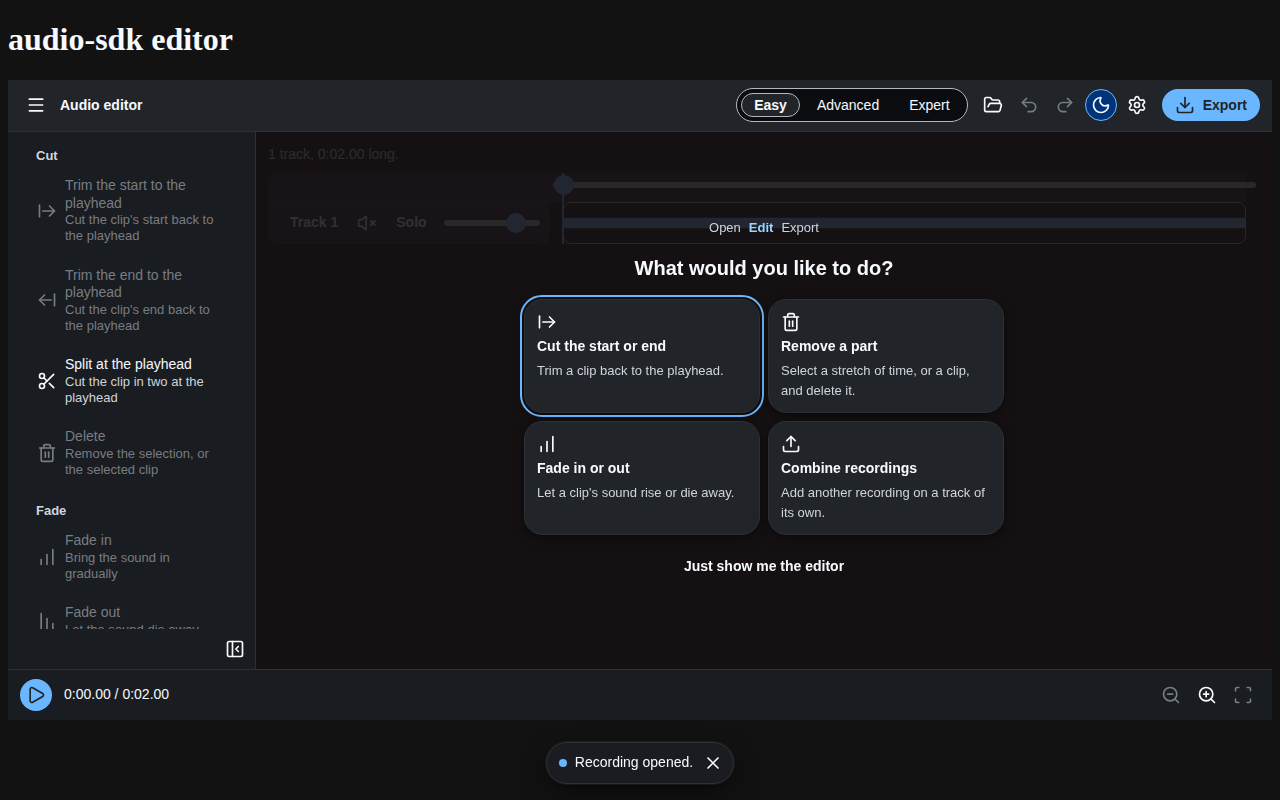 audio-sdk editor
Audio editor
Easy Advanced Expert
Export
Cut
Trim the start to the
playhead
Cut the clip's start back to
the playhead
Trim the end to the
playhead
Cut the clip's end back to
the playhead
Split at the playhead
Cut the clip in two at the
playhead
Delete
Remove the selection, or
the selected clip
Fade
Fade in
Bring the sound in
gradually
Fade out
Let the sound die away
1 track, 0:02.00 long.
Track 1 Solo
Open Edit Export
What would you like to do?
Cut the start or end
Trim a clip back to the playhead.
Remove a part
Select a stretch of time, or a clip,
and delete it.
Fade in or out
Let a clip's sound rise or die away.
Combine recordings
Add another recording on a track of
its own.
Just show me the editor
0:00.00 / 0:02.00
Recording opened.